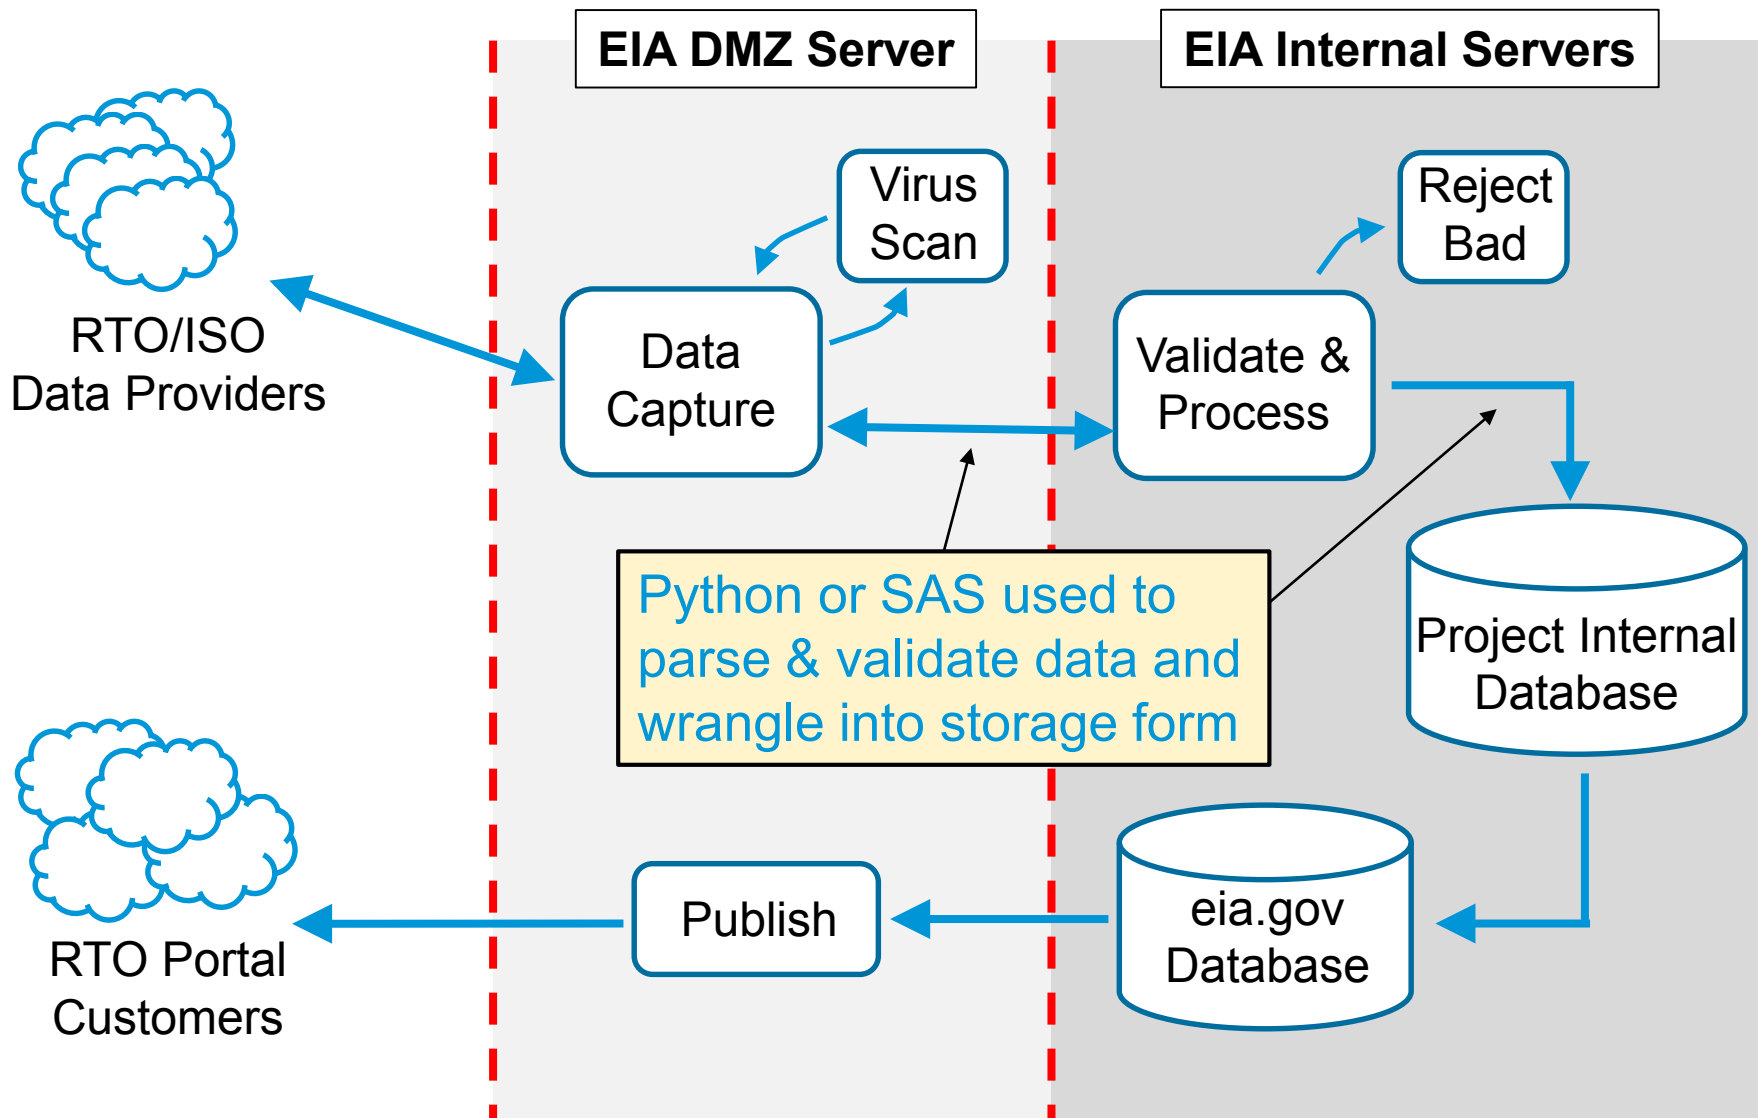 EIA DMZ Server
EIA Internal Servers
Virus
Scan
Reject
Bad
RTO/ISO
Data Providers
Data
Capture
Validate &
Process
Python or SAS used to
parse & validate data and
wrangle into storage form
Project Internal
Database
RTO Portal
Customers
Publish
eia.gov
Database